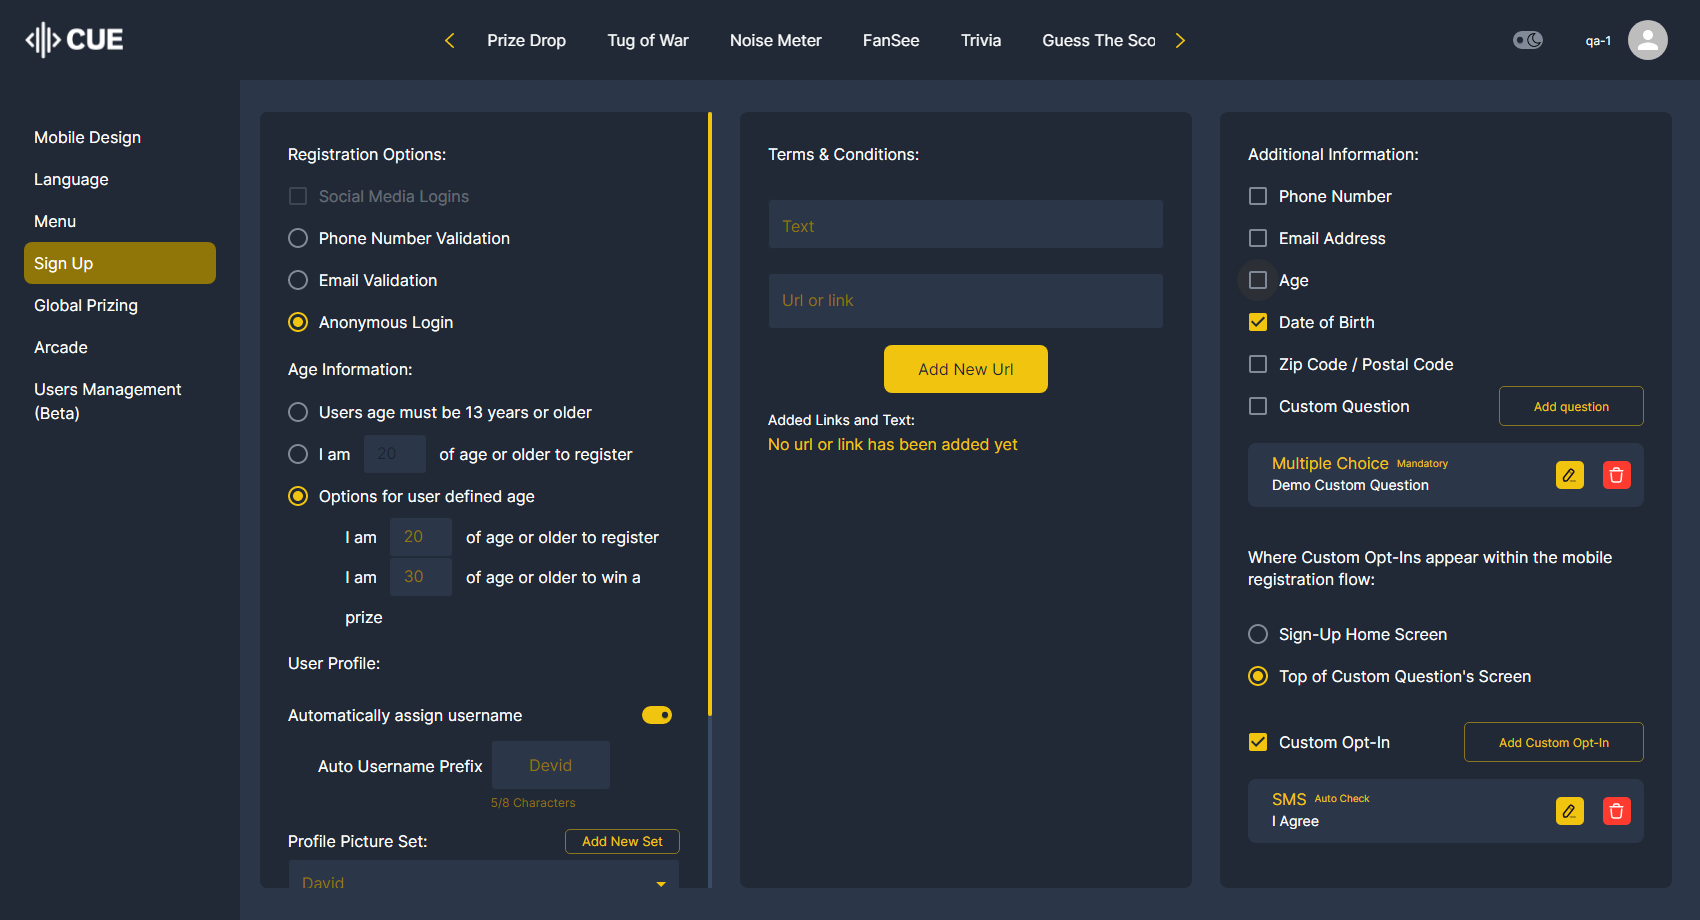 CUE
Prize Drop
Tug of War
Noise Meter
FanSee
Trivia
Guess The Sco
qa-1
Mobile Design
Language
Menu
Sign Up
Global Prizing
Arcade
Users Management
(Beta)
Registration Options:
Social Media Logins
Phone Number Validation
Email Validation
Anonymous Login
Age Information:
Users age must be 13 years or older
I am 20 of age or older to register
Options for user defined age
I am 20 of age or older to register
I am 30 of age or older to win a
prize
User Profile:
Automatically assign username
Auto Username Prefix Devid
5/8 Characters
Profile Picture Set: Add New Set
David
Terms & Conditions:
Text
Url or link
Add New Url
Added Links and Text:
No url or link has been added yet
Additional Information:
Phone Number
Email Address
Age
Date of Birth
Zip Code / Postal Code
Custom Question Add question
Multiple Choice Mandatory
Demo Custom Question
Where Custom Opt-Ins appear within the mobile
registration flow:
Sign-Up Home Screen
Top of Custom Question's Screen
Custom Opt-In Add Custom Opt-In
SMS Auto Check
I Agree